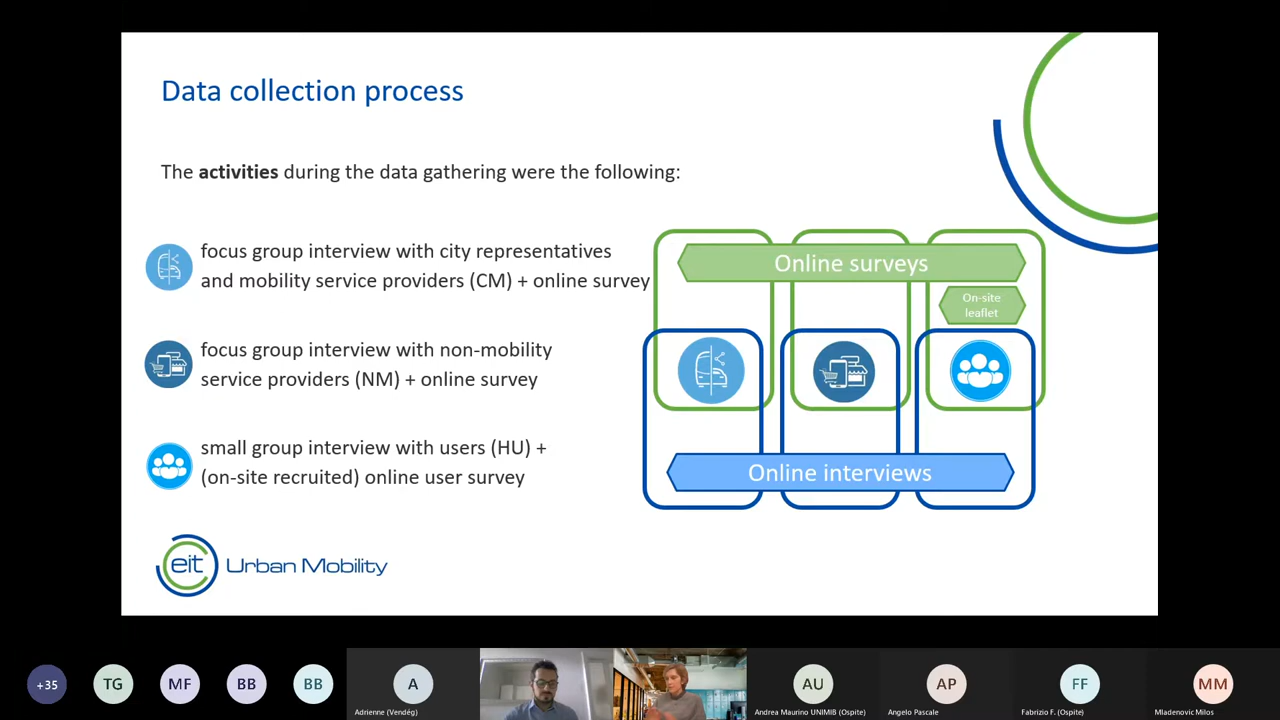 Data collection process
The activities during the data gathering were the following:
focus group interview with city representatives
and mobility service providers (CM) + online survey
focus group interview with non-mobility
service providers (NM) + online survey
small group interview with users (HU) +
(on-site recruited) online user survey
Online surveys
On-site
leaflet
Online interviews
eit Urban Mobility
+35
TG
MF
BB
BB
A
Adrienne (Vendég)
AU
Andrea Maurino UNIMIB (Ospite)
AP
Angelo Pascale
FF
Fabrizio F. (Ospite)
MM
Mladenovic Milos